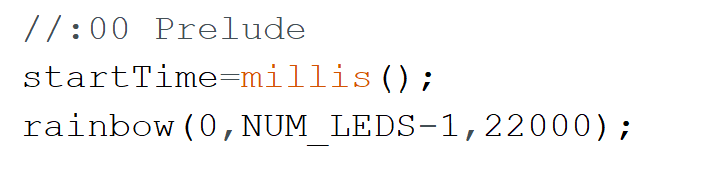 //:00 Prelude
startTime=millis();
rainbow(0,NUM_LEDS-1,22000);